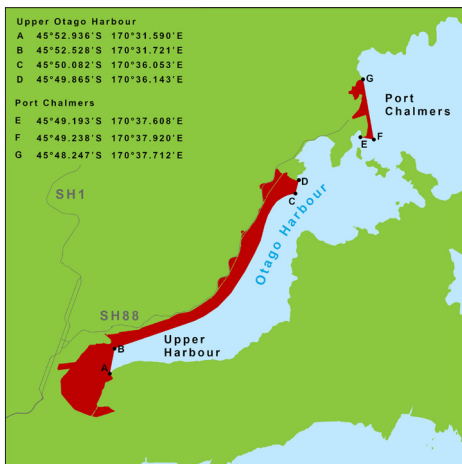 Upper Otago Harbour
A 45°52.936'S 170°31.590'E
B 45°52.528'S 170°31.721'E
C 45°50.082'S 170°36.053'E
D 45°49.865'S 170°36.143'E
Port Chalmers
E 45°49.193'S 170°37.608'E
F 45°49.238'S 170°37.920'E
G 45°48.247'S 170°37.712'E
G
Port
Chalmers
E
F
D
C
SH1
Otago Harbour
SH88
Upper
Harbour
B
A